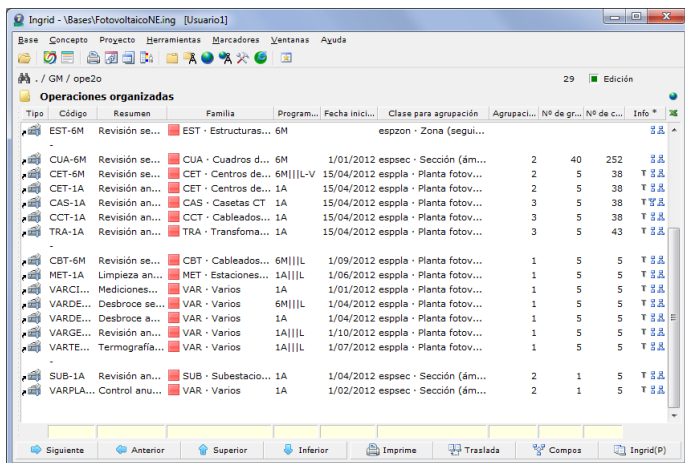 Ingrid - \Bases\FotovoltaicoNE.ing [Usuario1]
Base Concepto Proyecto Herramientas Marcadores Ventanas Ayuda
. / GM / ope2o 29 Edición
Operaciones organizadas
Tipo Código Resumen Familia Program... Fecha inici... Clase para agrupación Agrupaci... Nº de gr... Nº de c... Info *
EST-6M Revisión se... EST · Estructuras... 6M espzon · Zona (segui...
-
CUA-6M Revisión se... CUA · Cuadros d... 6M 1/01/2012 espsec · Sección (ám... 2 40 252
CET-6M Revisión se... CET · Centros de... 6M|||L-V 15/04/2012 esppla · Planta fotov... 2 5 38 T
CET-1A Revisión an... CET · Centros de... 1A 15/04/2012 esppla · Planta fotov... 2 5 38 T
CAS-1A Revisión an... CAS · Casetas CT 1A 15/04/2012 esppla · Planta fotov... 3 5 38 T
CCT-1A Revisión an... CCT · Cableados... 1A 15/04/2012 esppla · Planta fotov... 3 5 38 T
TRA-1A Revisión an... TRA · Transfoma... 1A 15/04/2012 esppla · Planta fotov... 3 5 43 T
-
CBT-6M Revisión se... CBT · Cableados... 6M|||L 1/09/2012 esppla · Planta fotov... 1 5 5 T
MET-1A Limpieza an... MET · Estaciones... 1A|||L 1/06/2012 esppla · Planta fotov... 1 5 5 T
VARCI... Mediciones... VAR · Varios 1A 1/01/2012 esppla · Planta fotov... 1 5 5 T
VARDE... Desbroce se... VAR · Varios 6M|||L 1/04/2012 esppla · Planta fotov... 1 5 5 T
VARDE... Desbroce a... VAR · Varios 1A 1/04/2012 esppla · Planta fotov... 1 5 5 T
VARGE... Revisión an... VAR · Varios 1A|||L 1/10/2012 esppla · Planta fotov... 1 5 5 T
VARTE... Termografía... VAR · Varios 1A|||L 1/07/2012 esppla · Planta fotov... 1 5 5 T
-
SUB-1A Revisión an... SUB · Subestacio... 1A 1/04/2012 espsec · Sección (ám... 2 1 5 T
VARPLA... Control anu... VAR · Varios 1A 1/02/2012 espsec · Sección (ám... 2 1 5 T
Siguiente Anterior Superior Inferior Imprime Traslada Compos Ingrid(P)